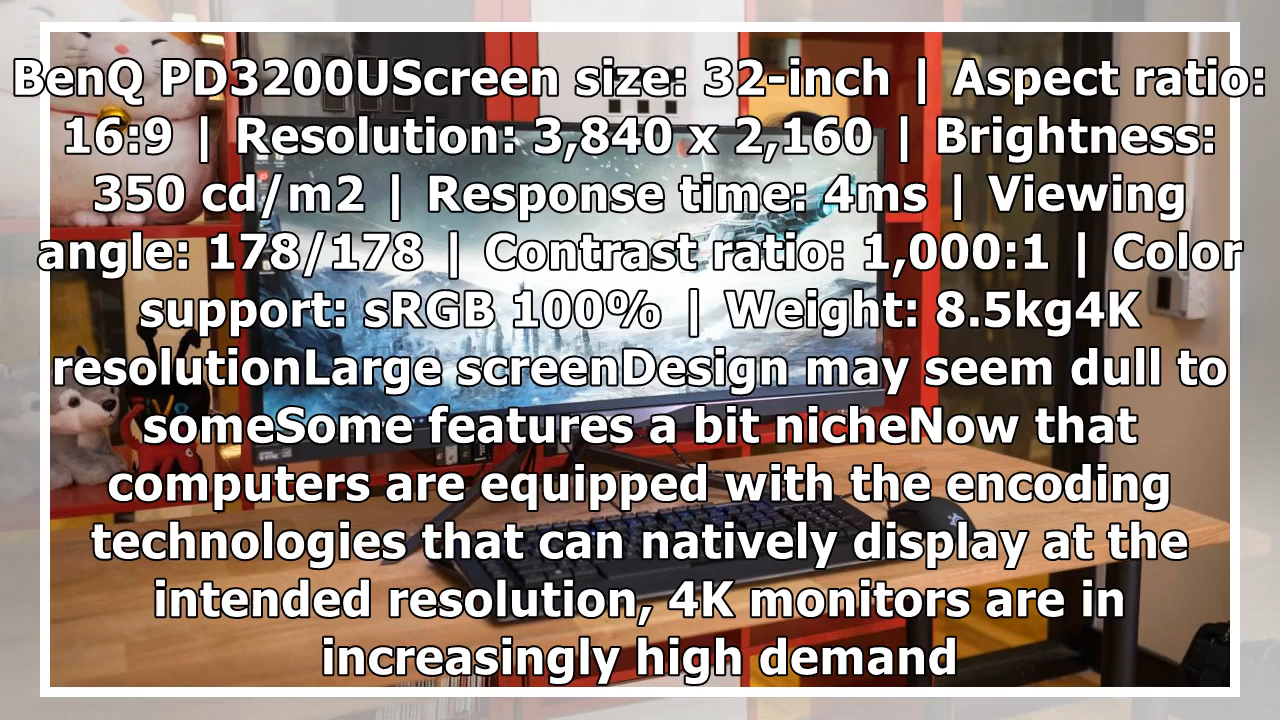 BenQ PD3200UScreen size: 32-inch | Aspect ratio:
16:9 | Resolution: 3,840 x 2,160 | Brightness:
350 cd/m2 | Response time: 4ms | Viewing
angle: 178/178 | Contrast ratio: 1,000:1 | Color
support: sRGB 100% | Weight: 8.5kg4K
resolutionLarge screenDesign may seem dull to
someSome features a bit nicheNow that
computers are equipped with the encoding
technologies that can natively display at the
intended resolution, 4K monitors are in
increasingly high demand